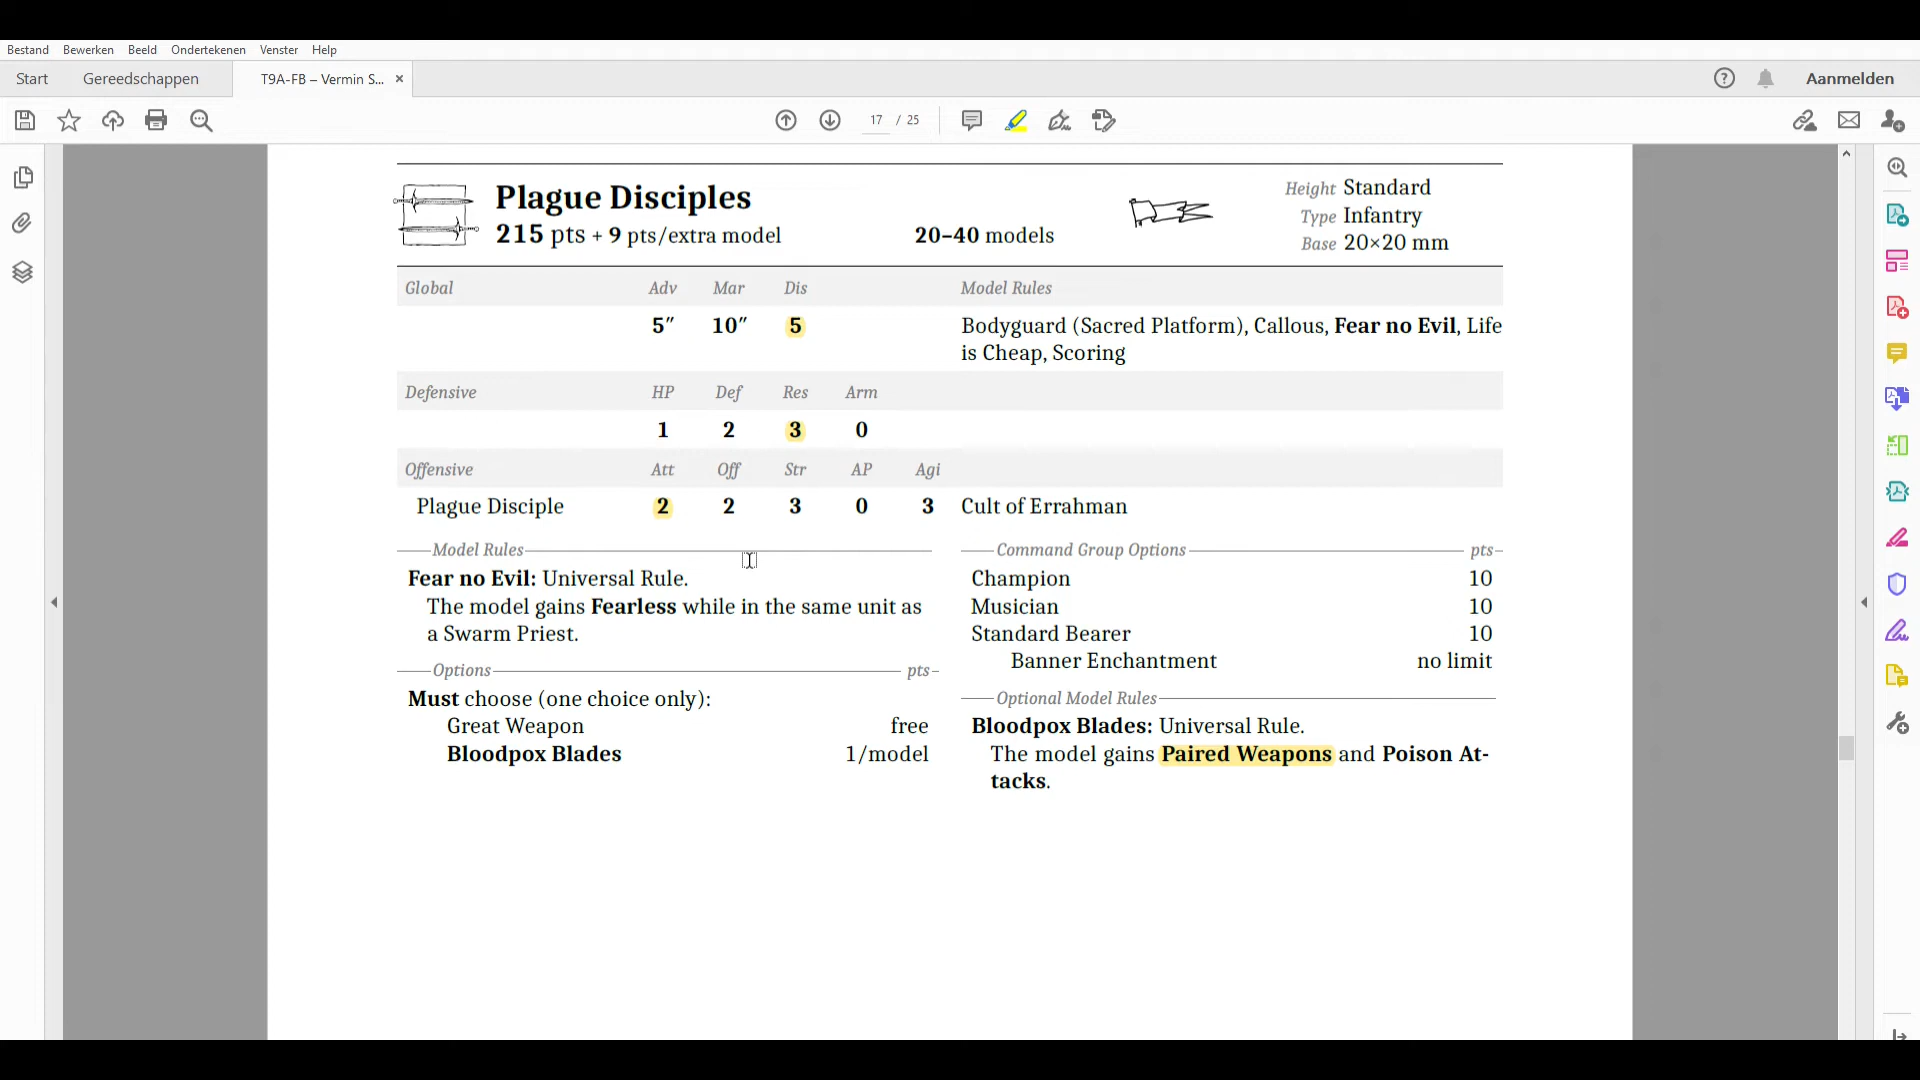 Bestand Bewerken Beeld Ondertekenen Venster Help
Start Gereedschappen T9A-FB – Vermin S... × Aanmelden
17 / 25
Plague Disciples
215 pts + 9 pts/extra model 20–40 models
Height Standard
Type Infantry
Base 20×20 mm
Global Adv Mar Dis Model Rules
5″ 10″ 5 Bodyguard (Sacred Platform), Callous, Fear no Evil, Life
is Cheap, Scoring
Defensive HP Def Res Arm
1 2 3 0
Offensive Att Off Str AP Agi
Plague Disciple 2 2 3 0 3 Cult of Errahman
Model Rules
Fear no Evil: Universal Rule.
The model gains Fearless while in the same unit as
a Swarm Priest.
Options pts
Must choose (one choice only):
Great Weapon free
Bloodpox Blades 1/model
Command Group Options pts
Champion 10
Musician 10
Standard Bearer 10
Banner Enchantment no limit
Optional Model Rules
Bloodpox Blades: Universal Rule.
The model gains Paired Weapons and Poison At-
tacks.